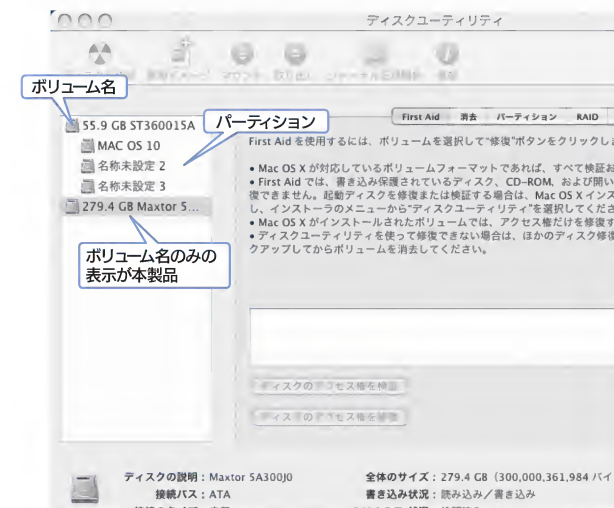 ディスクユーティリティ
マウント 取り出し
ボリューム名
55.9 GB ST360015A
パーティション
MAC OS 10
名称未設定 2
名称未設定 3
279.4 GB Maxtor 5...
ボリューム名のみの
表示が本製品
First Aid 消去 パーティション RAID
First Aid を使用するには、ボリュームを選択して“修復”ボタンをクリックしま
• Mac OS X が対応しているボリュームフォーマットであれば、すべて検証お
• First Aid では、書き込み保護されているディスク、CD-ROM、および開い
復できません。起動ディスクを修復または検証する場合は、Mac OS X インス
し、インストーラのメニューから“ディスクユーティリティ”を選択してくださ
• Mac OS X がインストールされたボリュームでは、アクセス権だけを修復す
• ディスクユーティリティを使って修復できない場合は、ほかのディスク修復
クアップしてからボリュームを消去してください。
ディスクのアクセス権を検証
ディスクのアクセス権を修復
ディスクの説明：Maxtor 5A300J0
接続バス：ATA
全体のサイズ：279.4 GB（300,000,361,984 バイ
書き込み状況：読み込み／書き込み